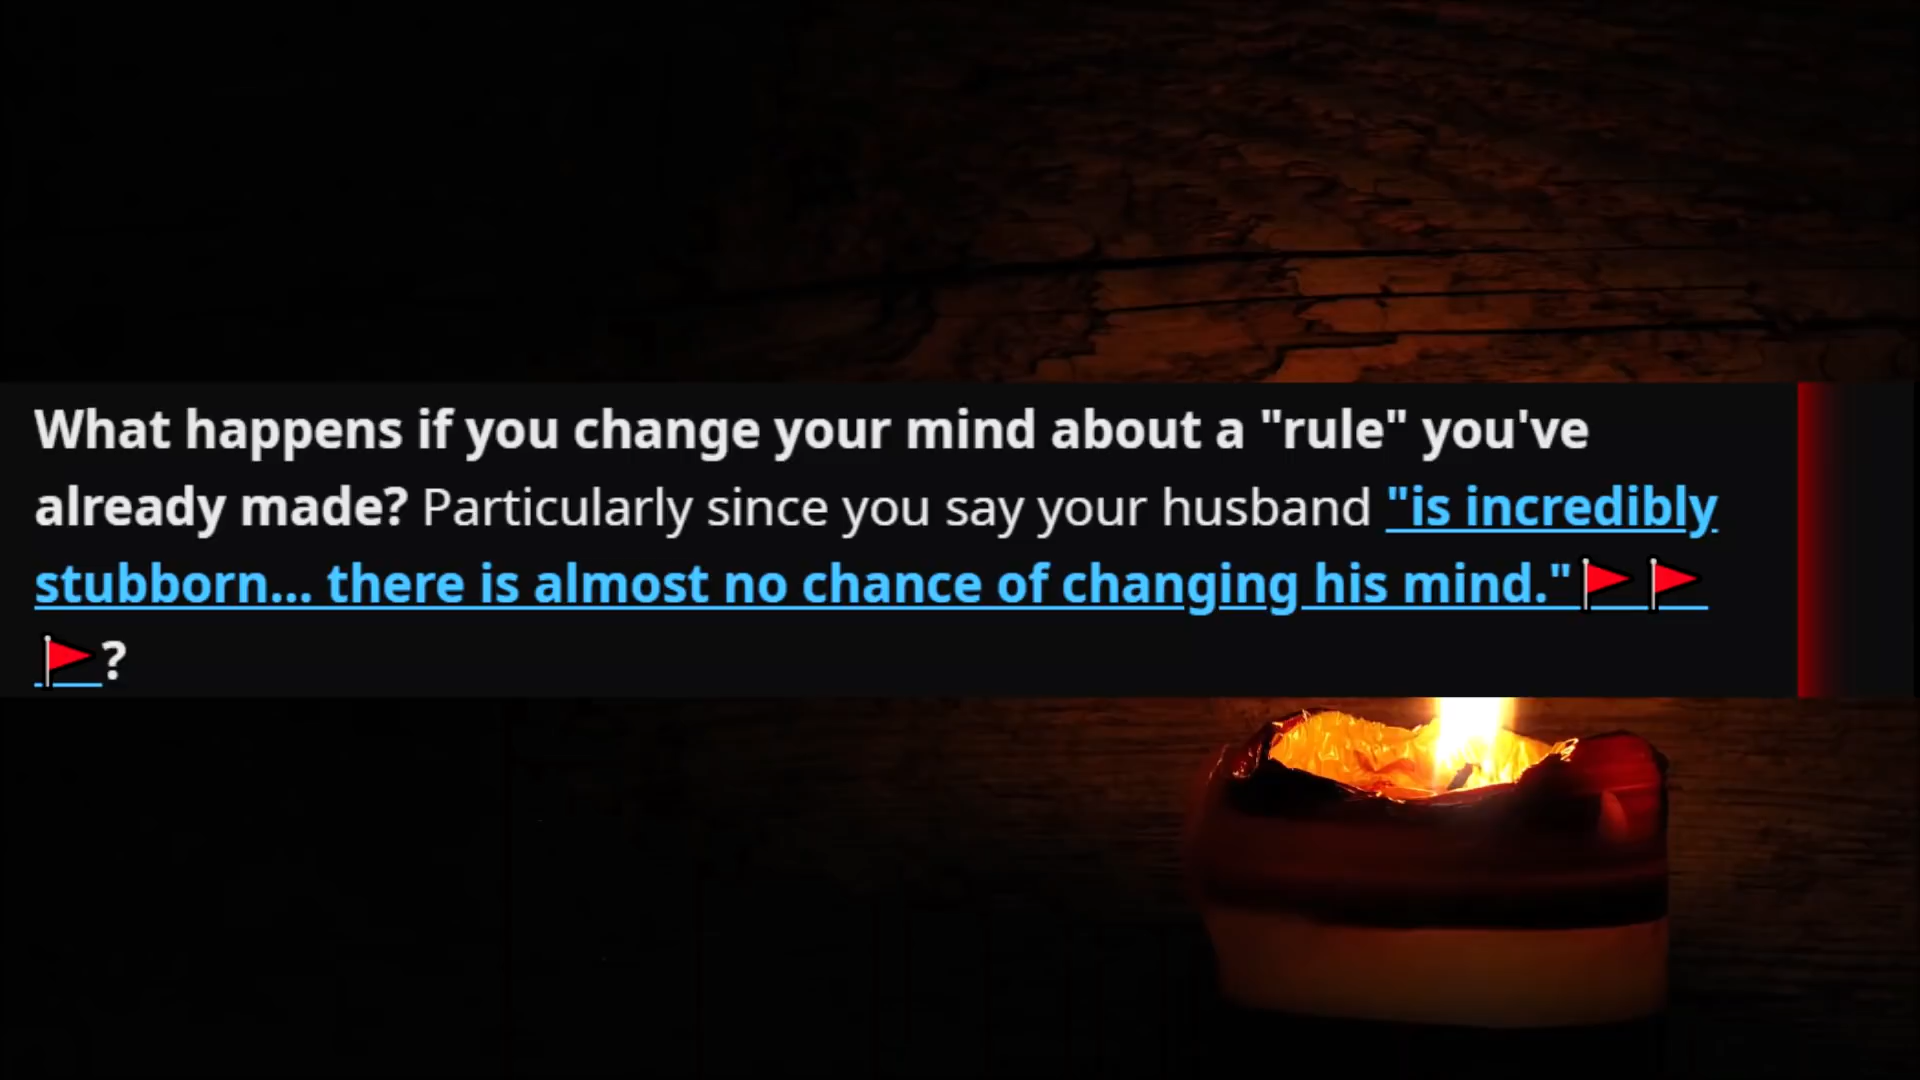 What happens if you change your mind about a "rule" you've
already made? Particularly since you say your husband "is incredibly
stubborn... there is almost no chance of changing his mind."🚩🚩
🚩?